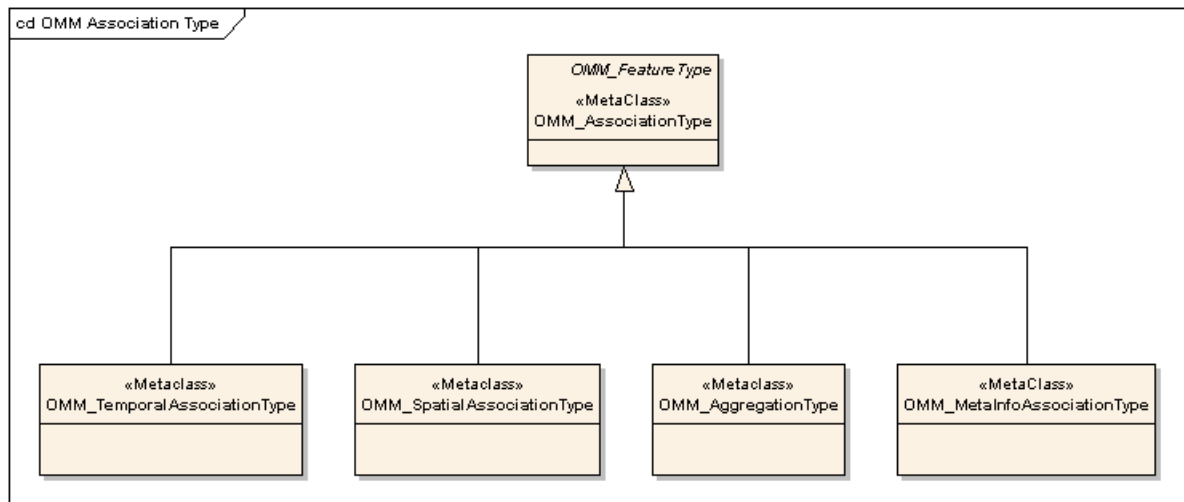 cd OMM Association Type
OMM_FeatureType
«MetaClass»
OMM_AssociationType
«Metaclass»
OMM_TemporalAssociationType
«Metaclass»
OMM_SpatialAssociationType
«Metaclass»
OMM_AggregationType
«MetaClass»
OMM_MetaInfoAssociationType